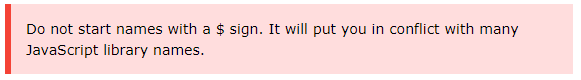 Do not start names with a $ sign. It will put you in conflict with many
JavaScript library names.